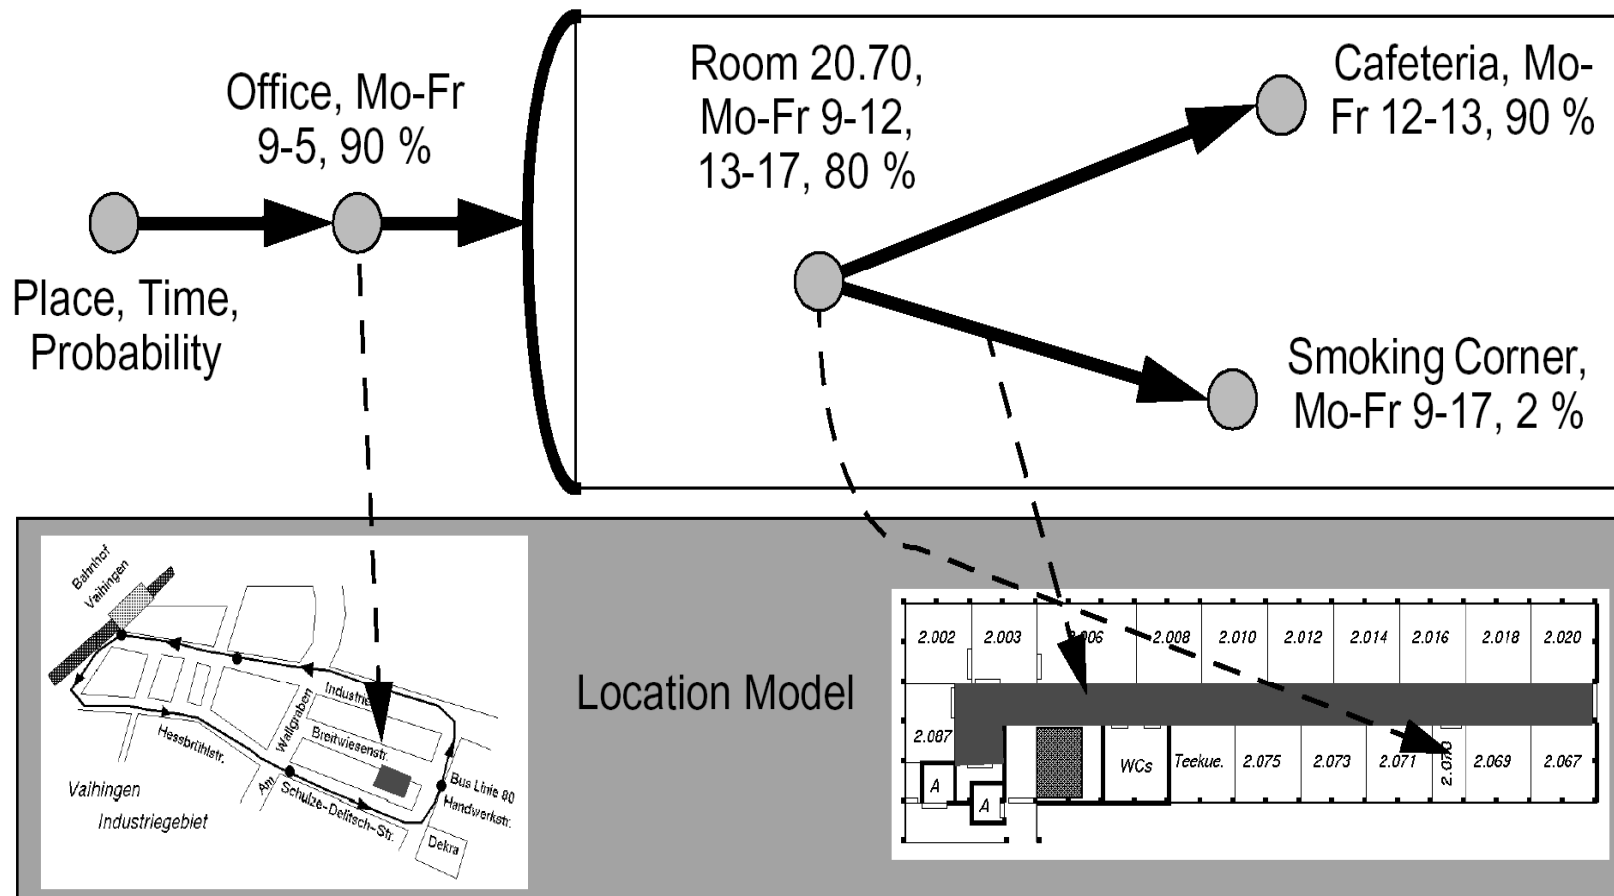 Office, Mo-Fr
9-5, 90 %
Place, Time,
Probability
Room 20.70,
Mo-Fr 9-12,
13-17, 80 %
Cafeteria, Mo-
Fr 12-13, 90 %
Smoking Corner,
Mo-Fr 9-17, 2 %
Location Model
Bahnhof
Vaihingen
Industrie
Wallgraben
Breitwiesenstr.
Hessbrühlstr.
Am
Schulze-Delitsch-Str.
Bus Linie 80
Handwerkstr.
Dekra
Vaihingen
Industriegebiet
2.002 2.003 2.006 2.008 2.010 2.012 2.014 2.016 2.018 2.020
2.087 WCs Teekue. 2.075 2.073 2.071 2.070 2.069 2.067
A
A